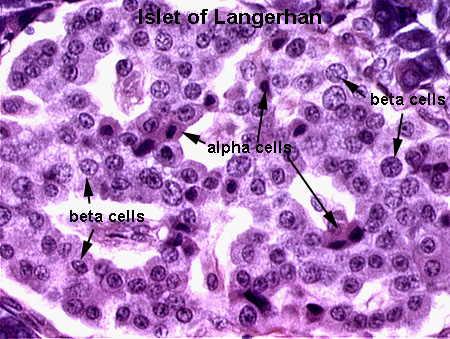 Islet of Langerhan
beta cells
alpha cells
beta cells